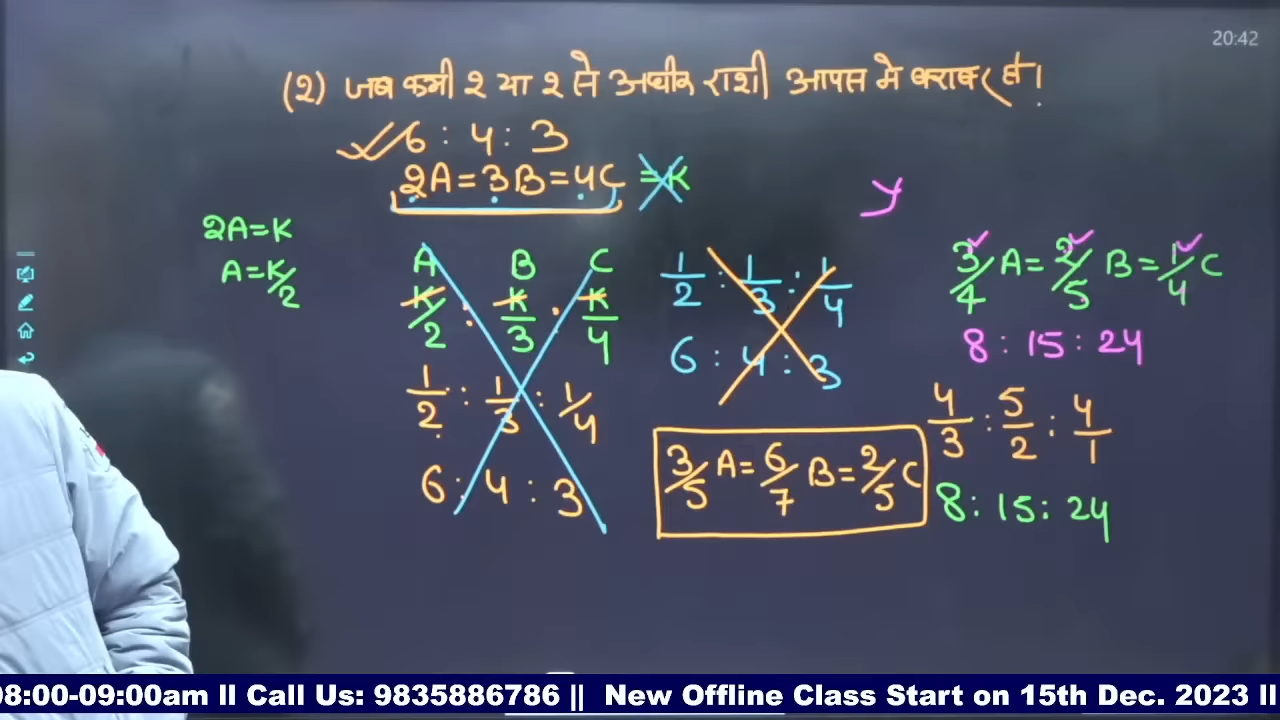 20:42
(2) जब कभी 2 या 2 से अधीक राशी आपस मे बराबर हो!
6 : 4 : 3
2A=3B=4C =K
y
2A=K
A=K/2
A B C
K/2 : K/3 : K/4
1/2 : 1/3 : 1/4
6 : 4 : 3
1/2 : 1/3 : 1/4
6 : 4 : 3
3/5 A= 6/7 B= 2/5 C
3/4 A= 2/5 B= 1/4 C
8 : 15 : 24
4/3 : 5/2 : 4/1
8 : 15 : 24
08:00-09:00am II Call Us: 9835886786 || New Offline Class Start on 15th Dec. 2023 II